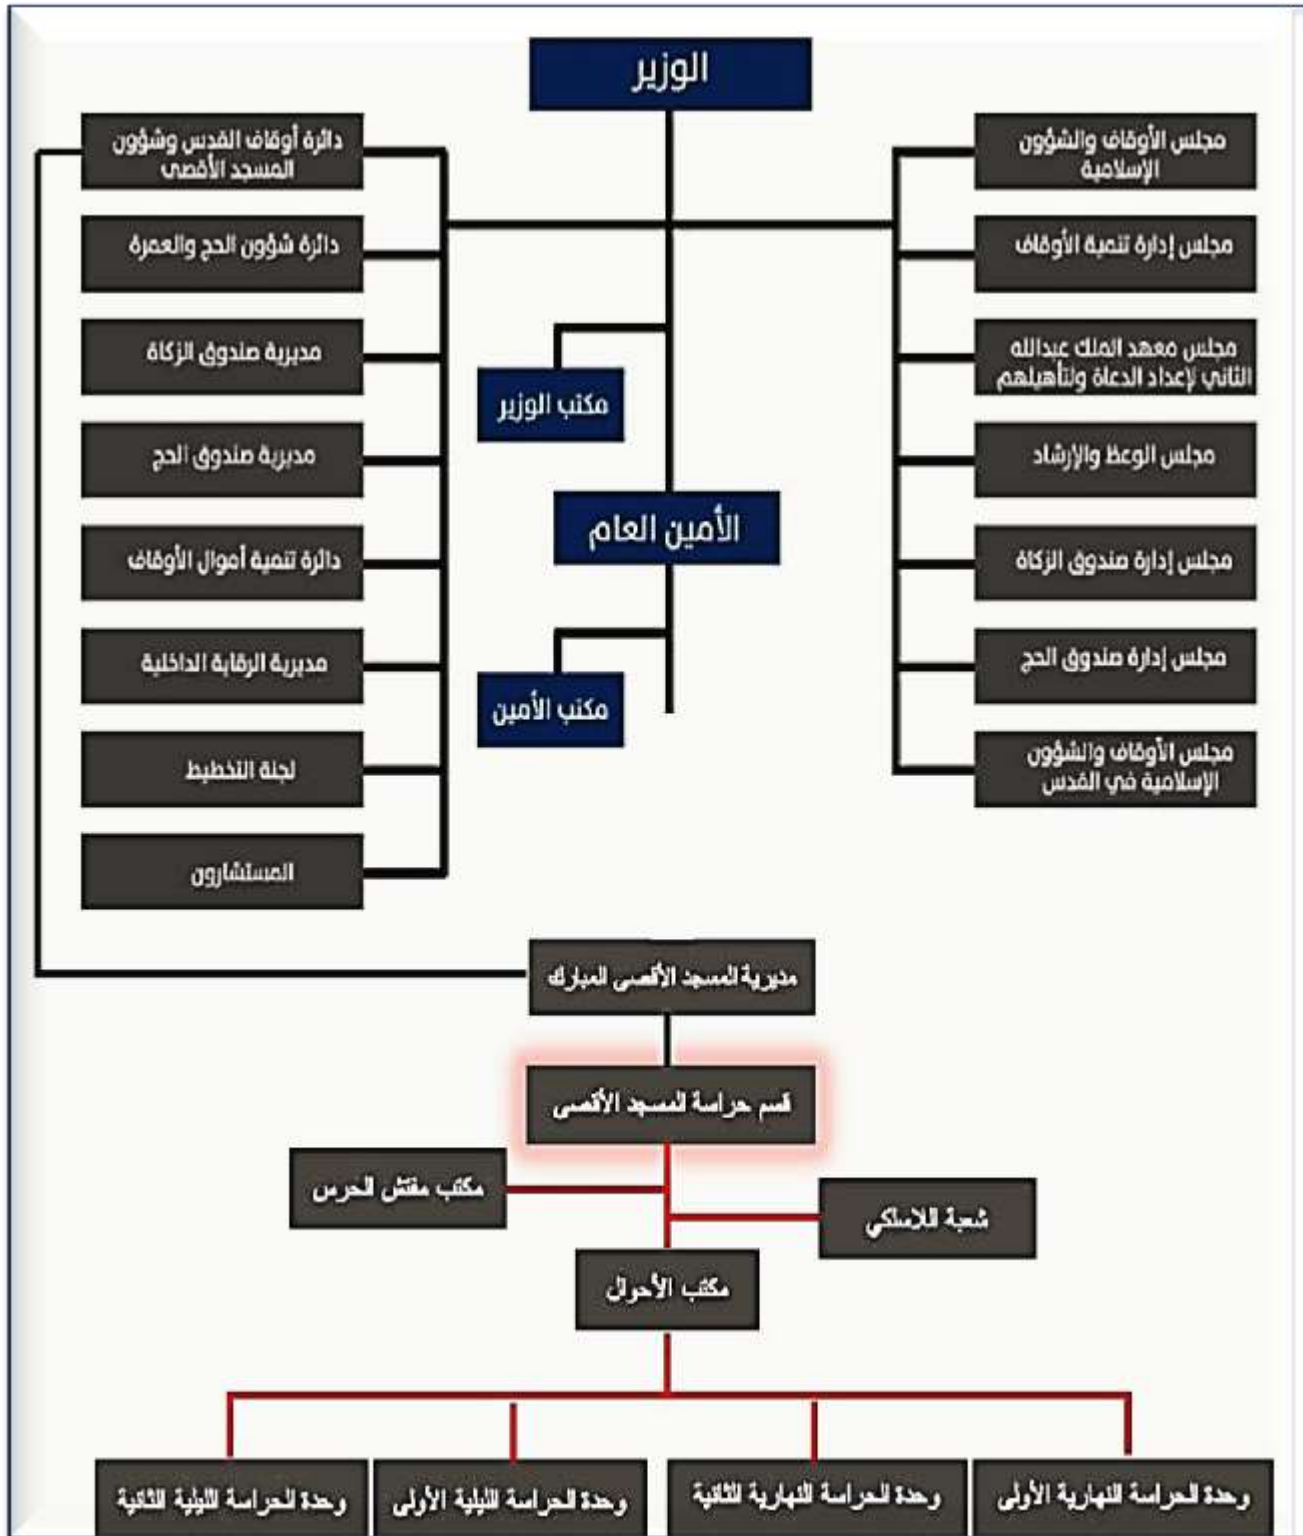 الوزير
مجلس الأوقاف والشؤون
الإسلامية
مجلس إدارة تنمية الأوقاف
مجلس معهد الملك عبدالله
الثاني لإعداد الدعاة ولتأهيلهم
مجلس الوعظ والإرشاد
مجلس إدارة صندوق الزكاة
مجلس إدارة صندوق الحج
مجلس الأوقاف والشؤون
الإسلامية في القدس
دائرة أوقاف القدس وشؤون
المسجد الأقصى
دائرة شؤون الحج والعمرة
مديرية صندوق الزكاة
مديرية صندوق الحج
دائرة تنمية أموال الأوقاف
مديرية الرقابة الداخلية
لجنة التخطيط
المستشارون
مكتب الوزير
الأمين العام
مكتب الأمين
مديرية المسجد الأقصى المبارك
قسم حراسة المسجد الأقصى
مكتب مفتش الحرس
شعبة اللاسلكي
مكتب الأحوال
وحدة الحراسة النهارية الأولى
وحدة الحراسة النهارية الثانية
وحدة الحراسة الليلية الأولى
وحدة الحراسة الليلية الثانية